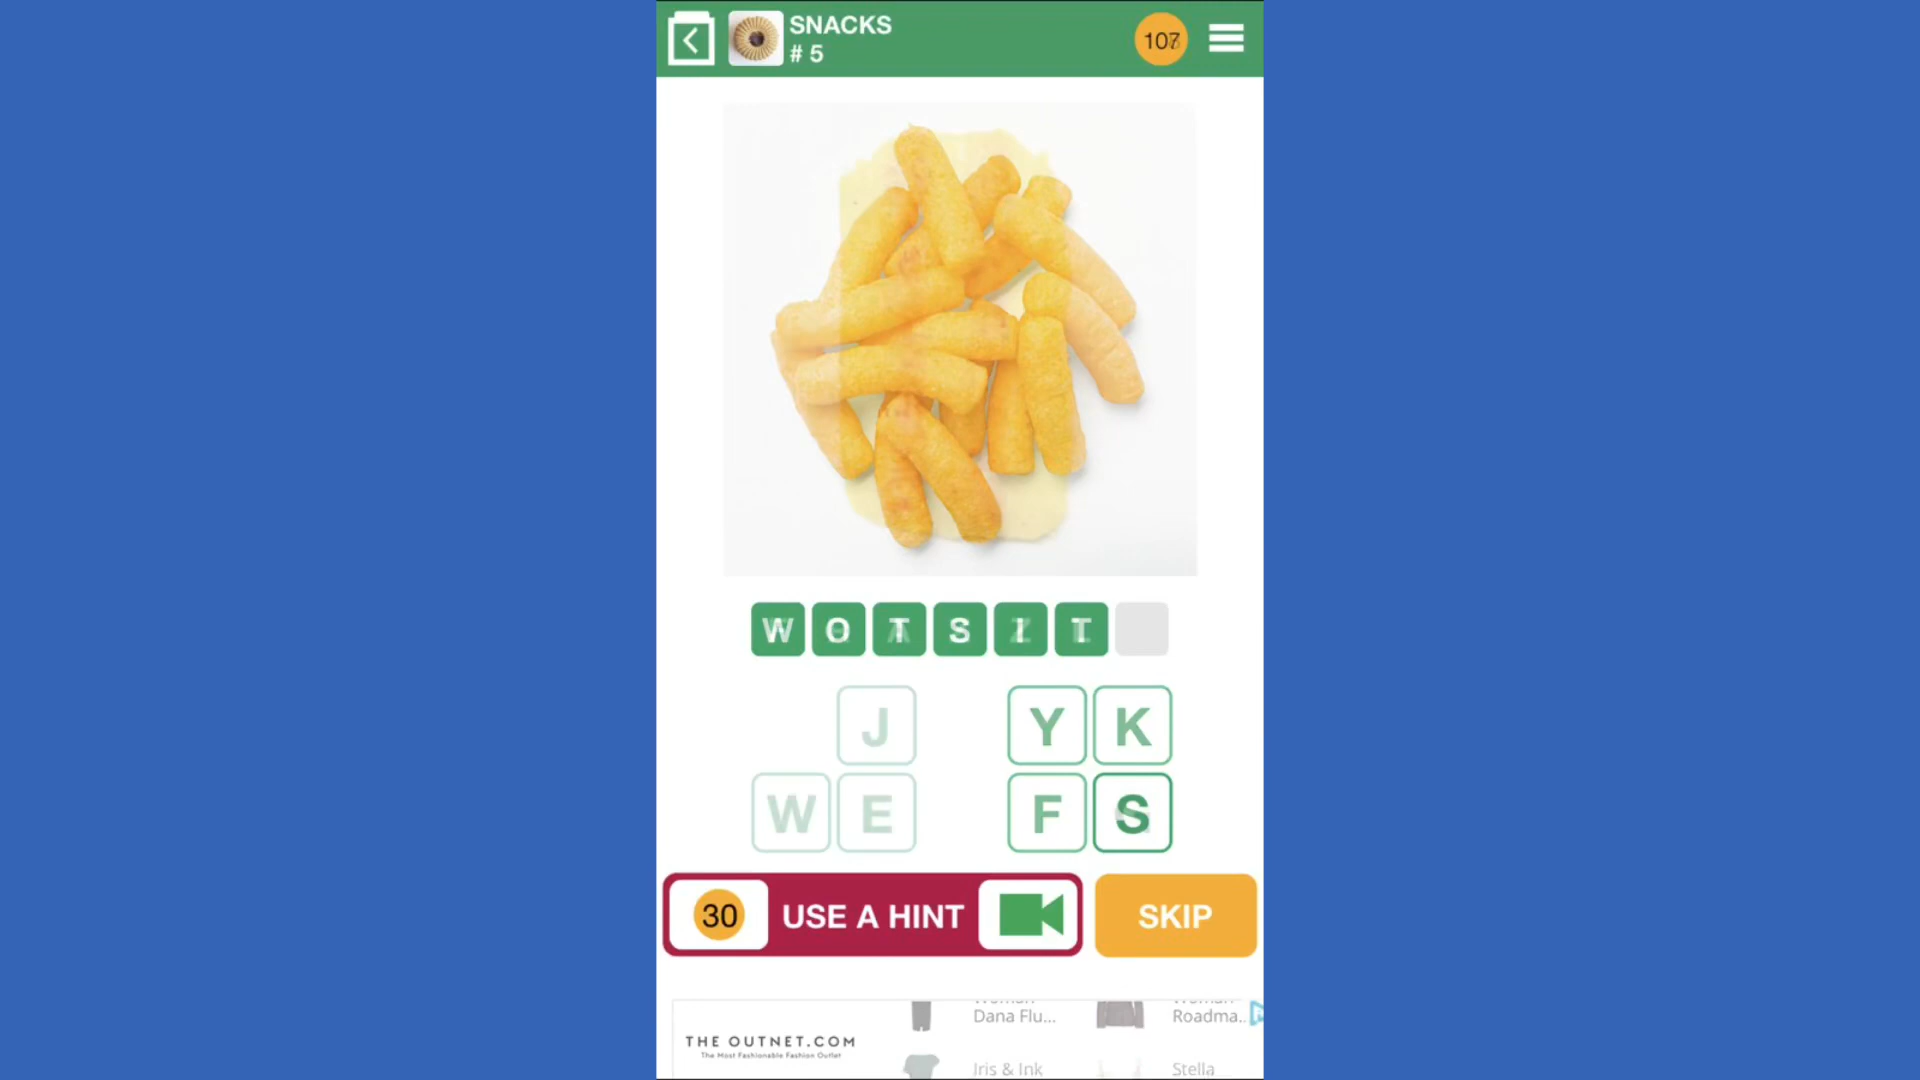 SNACKS
# 5
W O T S I T
J Y K
W E F S
30 USE A HINT SKIP
Dana Flu...
Roadma..
THE OUTNET.COM
The Most Fashionable Fashion Outlet
Iris & Ink
Stella